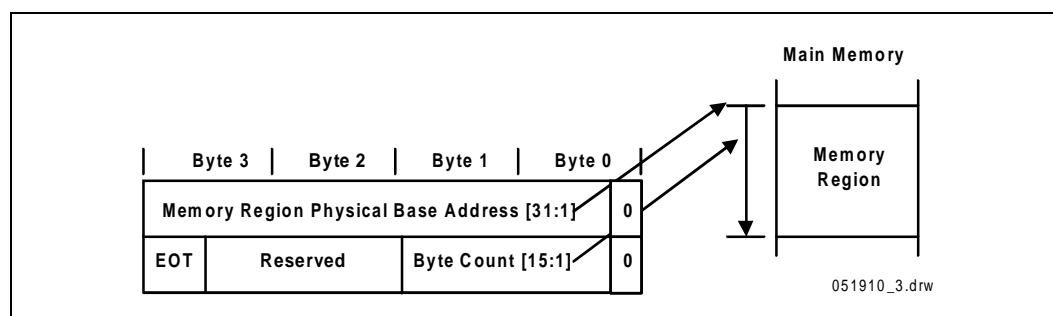 Main Memory
Byte 3 Byte 2 Byte 1 Byte 0
Memory
Region
Memory Region Physical Base Address [31:1] 0
EOT Reserved Byte Count [15:1] 0
051910_3.drw